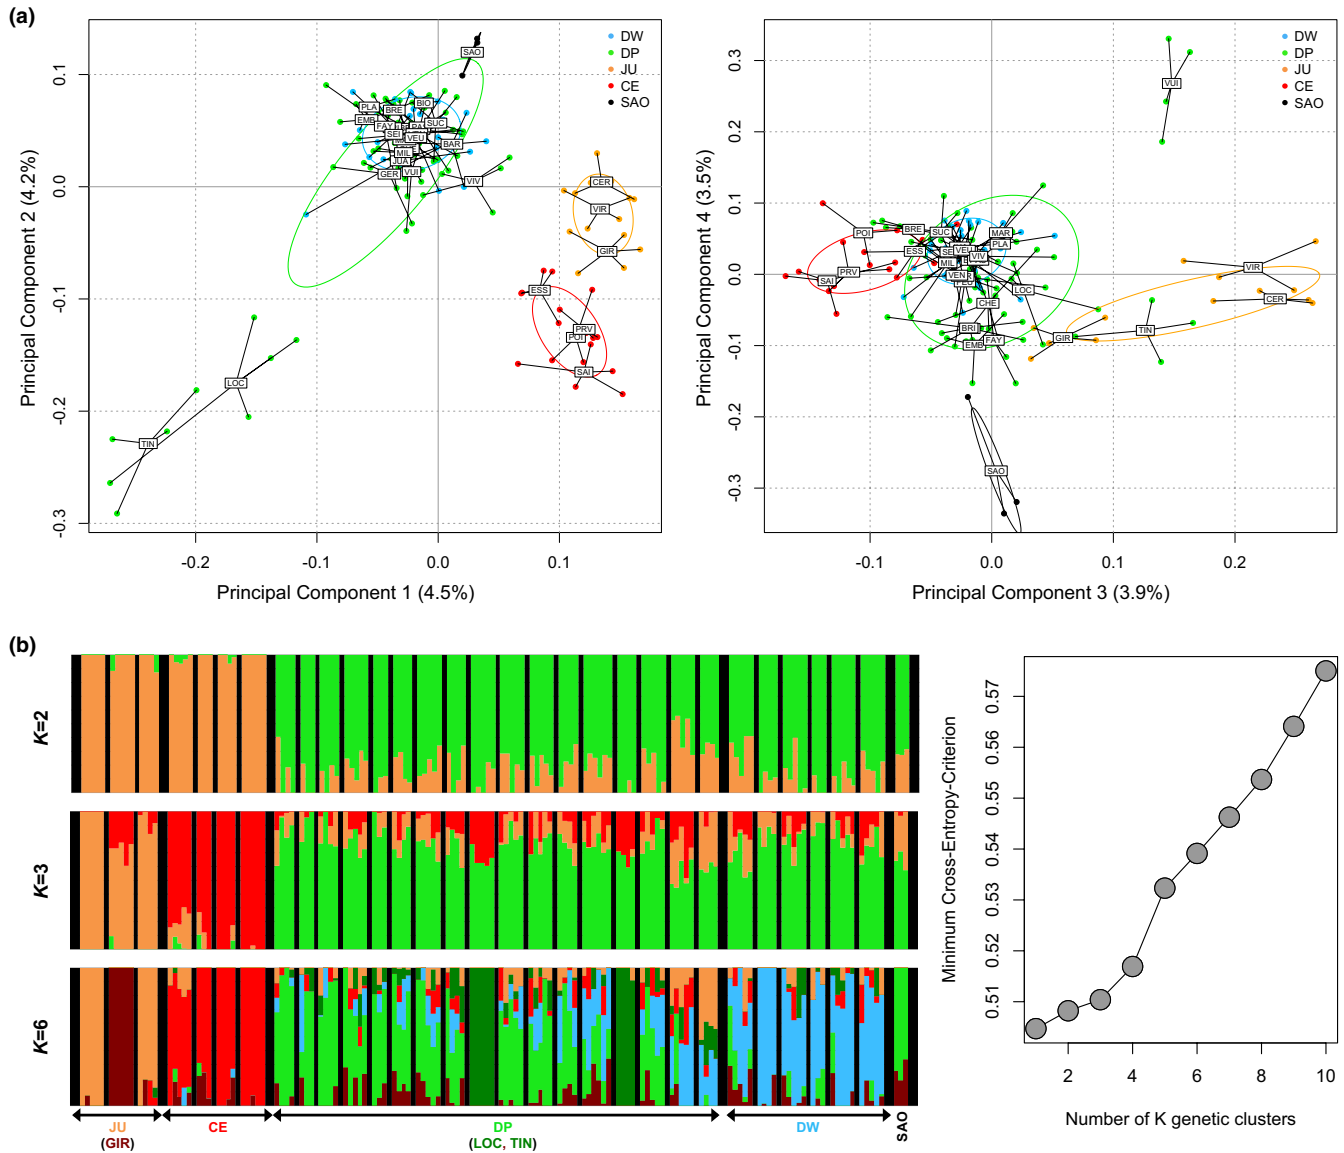 (a)
0.1
0.0
-0.1
-0.2
-0.3
Principal Component 2 (4.2%)
-0.2
-0.1
0.0
0.1
Principal Component 1 (4.5%)
DW
DP
JU
CE
SAO
SAO
PLA
BRE
BIO
EMB
FAY
SUC
SEI
VEU
BAR
MIL
JUA
GER
VUI
VIV
CER
VIR
GIR
ESS
PRV
POI
SAI
LOC
TIN
0.3
0.2
0.1
0.0
-0.1
-0.2
-0.3
Principal Component 4 (3.5%)
-0.1
0.0
0.1
0.2
Principal Component 3 (3.9%)
DW
DP
JU
CE
SAO
VUI
POI
BRE
SUC
MAR
PLA
ESS
VEU
VIV
MIL
PRV
SAI
VEN
LOC
CHE
BRI
EMB
FAY
VIR
CER
TIN
GIR
SAO
(b)
K=2
K=3
K=6
JU
(GIR)
CE
DP
(LOC, TIN)
DW
SAO
Minimum Cross-Entropy-Criterion
0.57
0.56
0.55
0.54
0.53
0.52
0.51
2
4
6
8
10
Number of K genetic clusters